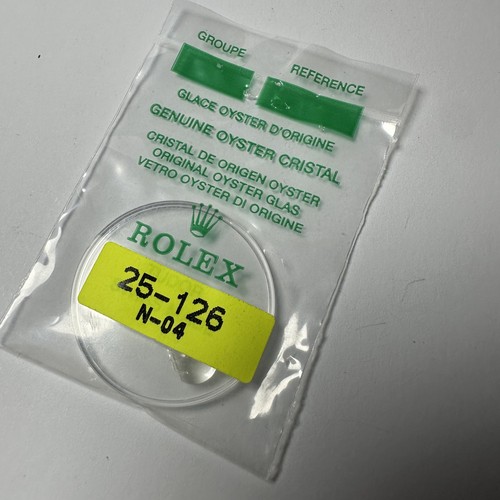 GROUPE REFERENCE
GLACE OYSTER D'ORIGINE
GENUINE OYSTER CRISTAL
CRISTAL DE ORIGEN OYSTER
ORIGINAL OYSTER GLAS
VETRO OYSTER DI ORIGINE
ROLEX
25-126
N-04